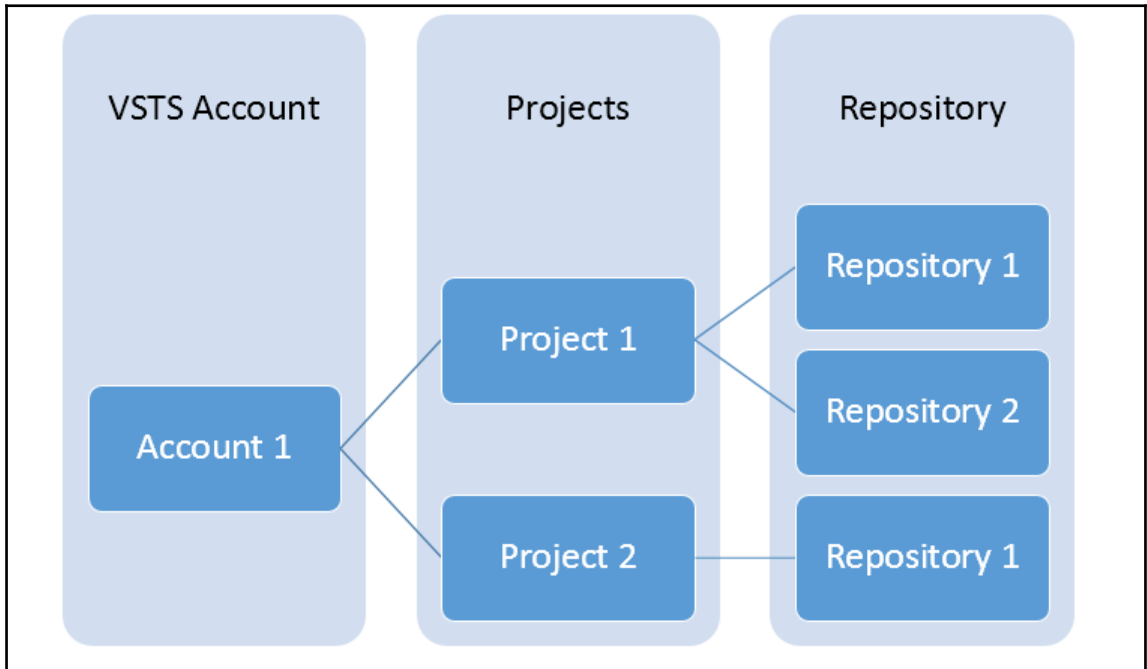 VSTS Account
Projects
Repository
Account 1
Project 1
Project 2
Repository 1
Repository 2
Repository 1